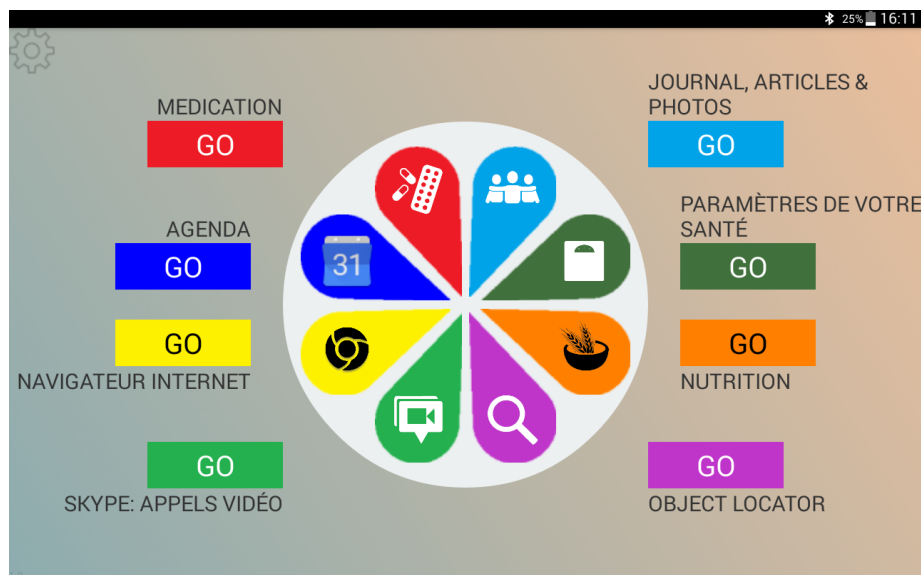 25% 16:11
MEDICATION
GO
AGENDA
GO
GO
NAVIGATEUR INTERNET
GO
SKYPE: APPELS VIDÉO
31
JOURNAL, ARTICLES &
PHOTOS
GO
PARAMÈTRES DE VOTRE
SANTÉ
GO
GO
NUTRITION
GO
OBJECT LOCATOR